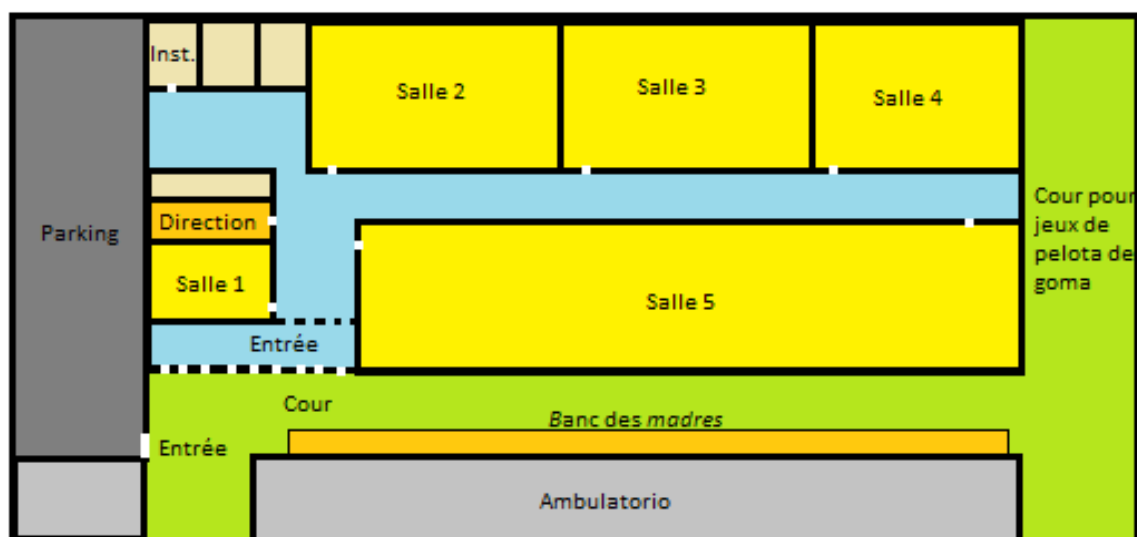 Inst.
Salle 2
Salle 3
Salle 4
Parking
Direction
Salle 1
Cour pour
jeux de
pelota de
goma
Salle 5
Entrée
Cour
Banc des madres
Entrée
Ambulatorio